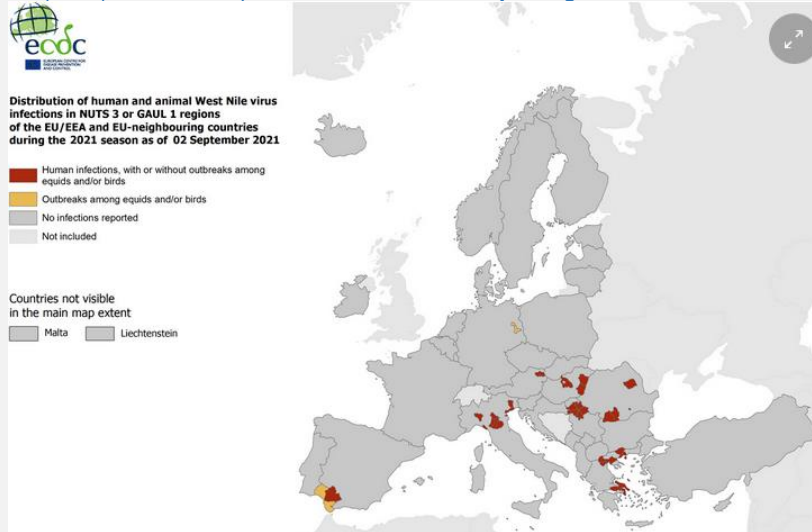 ecdc
EUROPEAN CENTRE FOR
DISEASE PREVENTION
AND CONTROL
Distribution of human and animal West Nile virus
infections in NUTS 3 or GAUL 1 regions
of the EU/EEA and EU-neighbouring countries
during the 2021 season as of 02 September 2021
Human infections, with or without outbreaks among
equids and/or birds
Outbreaks among equids and/or birds
No infections reported
Not included
Countries not visible
in the main map extent
Malta Liechtenstein